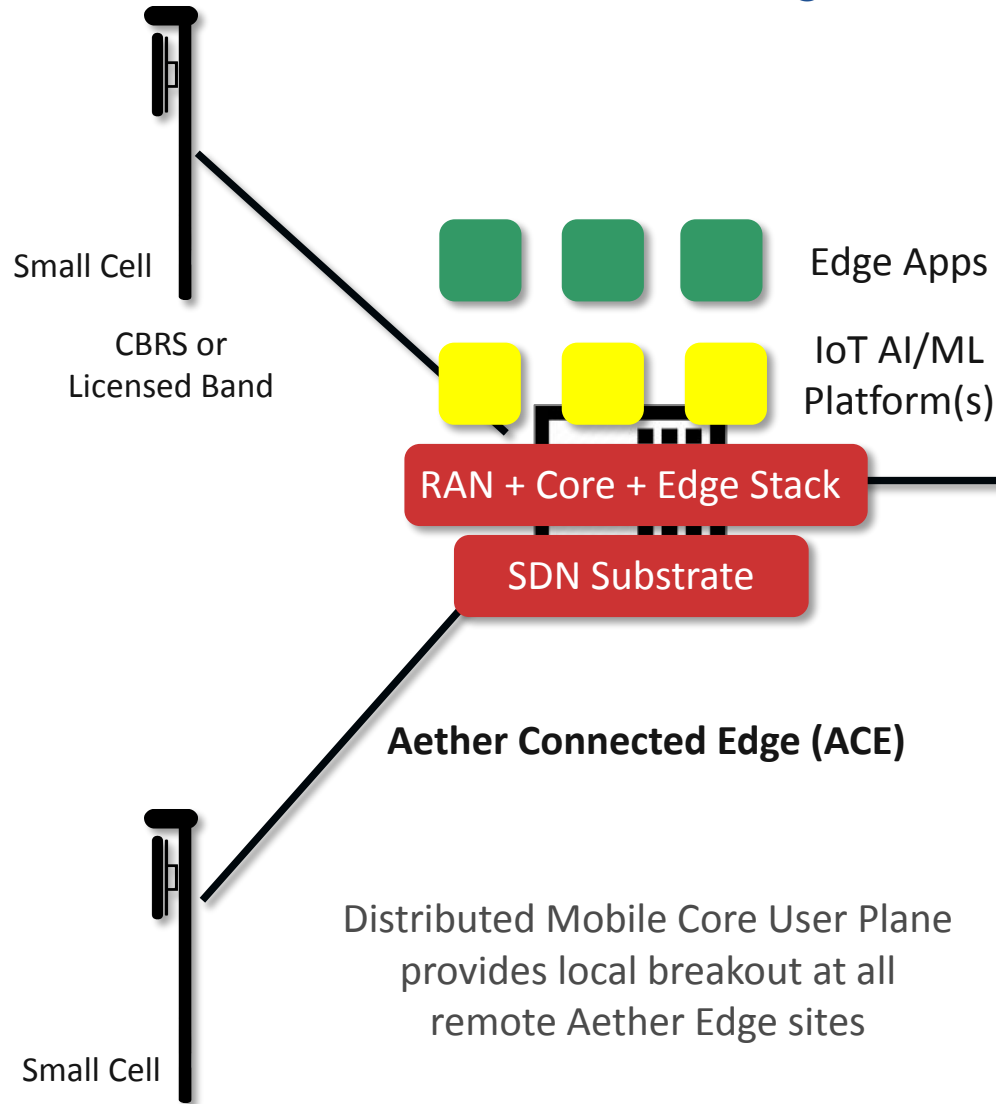 Small Cell
CBRS or
Licensed Band
Edge Apps
IoT AI/ML
Platform(s)
RAN + Core + Edge Stack
SDN Substrate
Aether Connected Edge (ACE)
Distributed Mobile Core User Plane
provides local breakout at all
remote Aether Edge sites
Small Cell